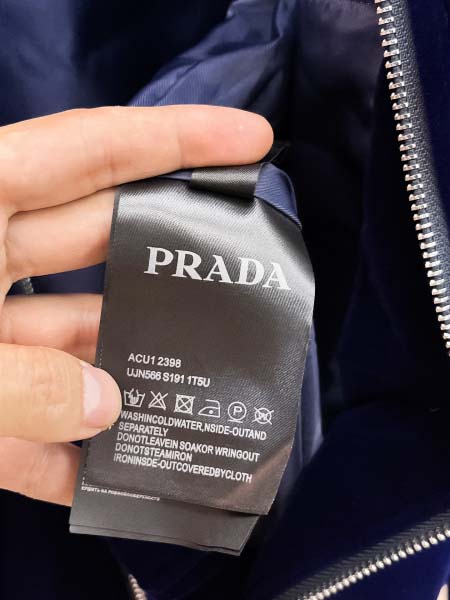 PRADA
ACU1 2398
UJN566 S191 1T5U
WASHINCOLDWATER,NSIDE-OUTAND
SEPARATELY
DONOTLEAVEIN SOAKOR WRINGOUT
DONOTSTEAMIRON
IRONINSDE-OUTCOVEREDBYCLOTH